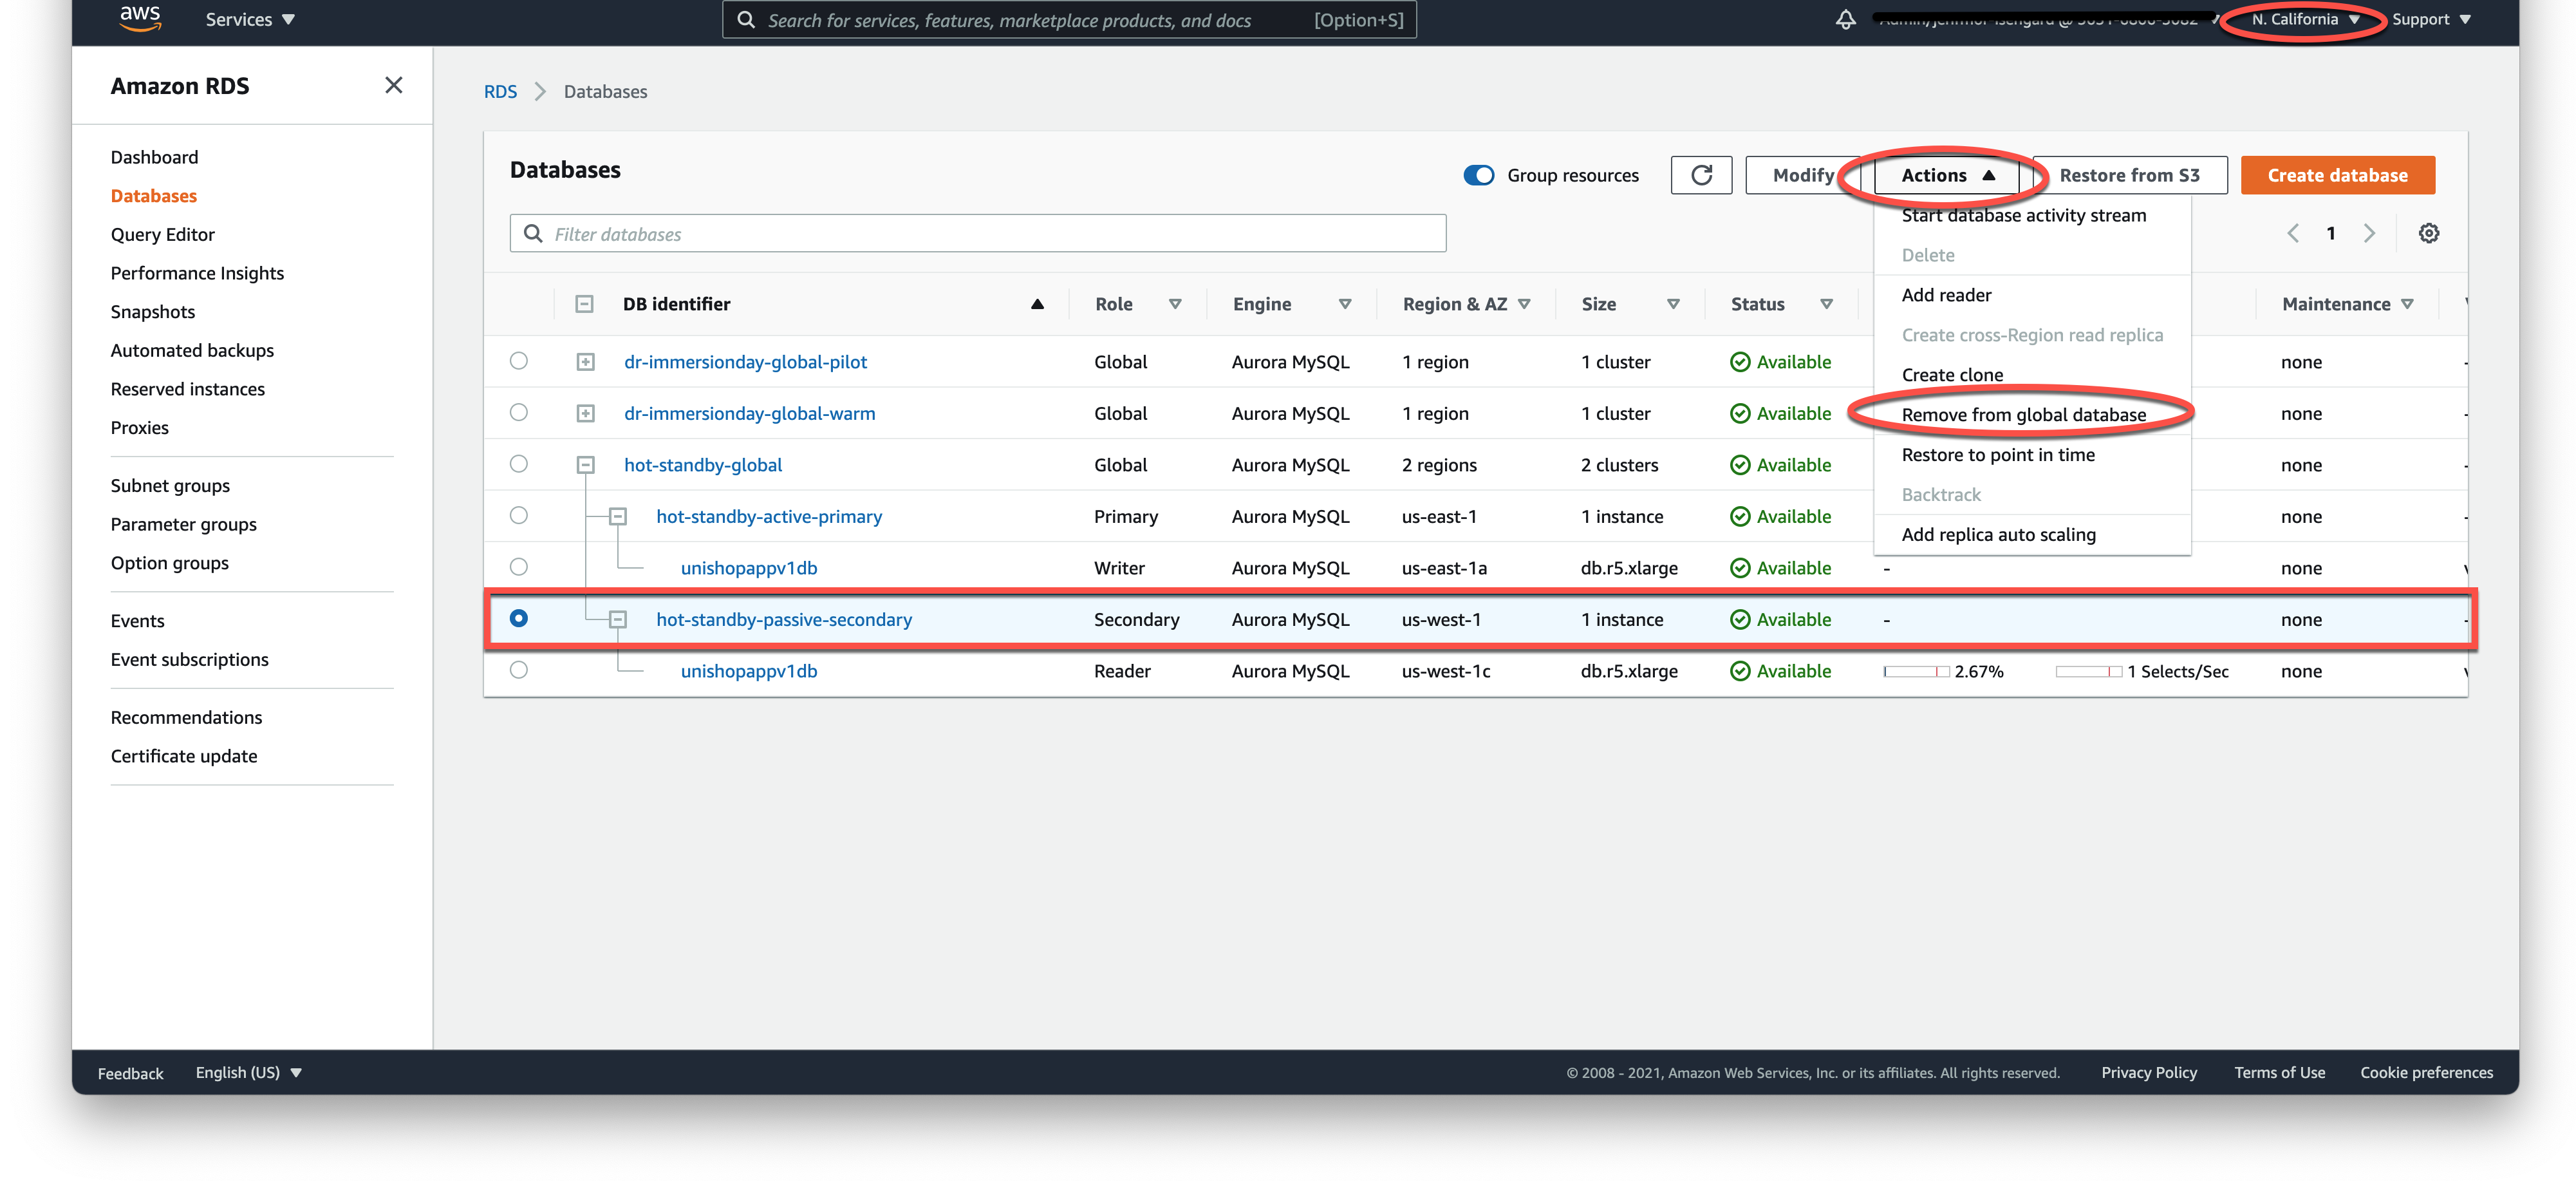 aws Services Search for services, features, marketplace products, and docs [Option+S] N. California Support
Amazon RDS
Dashboard
Databases
Query Editor
Performance Insights
Snapshots
Automated backups
Reserved instances
Proxies
Subnet groups
Parameter groups
Option groups
Events
Event subscriptions
Recommendations
Certificate update
RDS Databases
Databases Group resources Modify Actions Restore from S3 Create database
Filter databases 1
Start database activity stream
Delete
Add reader
Create cross-Region read replica
Create clone
Remove from global database
Restore to point in time
Backtrack
Add replica auto scaling
DB identifier Role Engine Region & AZ Size Status Maintenance
dr-immersionday-global-pilot Global Aurora MySQL 1 region 1 cluster Available none -
dr-immersionday-global-warm Global Aurora MySQL 1 region 1 cluster Available none -
hot-standby-global Global Aurora MySQL 2 regions 2 clusters Available none -
hot-standby-active-primary Primary Aurora MySQL us-east-1 1 instance Available none -
unishopappv1db Writer Aurora MySQL us-east-1a db.r5.xlarge Available - none
hot-standby-passive-secondary Secondary Aurora MySQL us-west-1 1 instance Available - none -
unishopappv1db Reader Aurora MySQL us-west-1c db.r5.xlarge Available 2.67% 1 Selects/Sec none
Feedback English (US) © 2008 - 2021, Amazon Web Services, Inc. or its affiliates. All rights reserved. Privacy Policy Terms of Use Cookie preferences